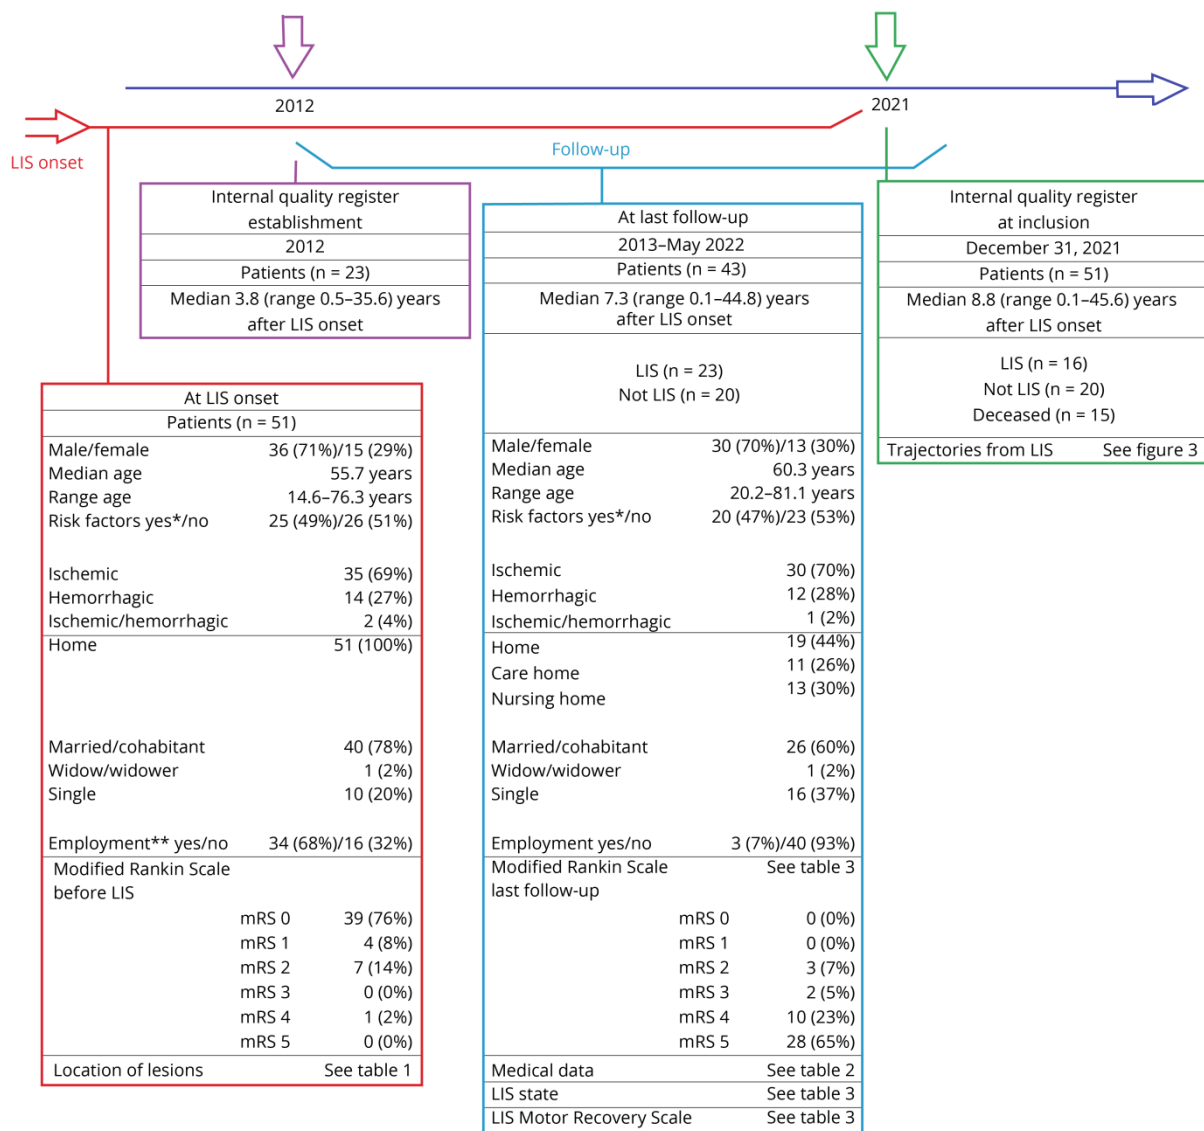 2012
2021
LIS onset
Follow-up
Internal quality register
establishment
2012
Patients (n = 23)
Median 3.8 (range 0.5–35.6) years
after LIS onset
At last follow-up
2013–May 2022
Patients (n = 43)
Median 7.3 (range 0.1–44.8) years
after LIS onset
LIS (n = 23)
Not LIS (n = 20)
Male/female 30 (70%)/13 (30%)
Median age 60.3 years
Range age 20.2–81.1 years
Risk factors yes*/no 20 (47%)/23 (53%)
Ischemic 30 (70%)
Hemorrhagic 12 (28%)
Ischemic/hemorrhagic 1 (2%)
Home 19 (44%)
Care home 11 (26%)
Nursing home 13 (30%)
Married/cohabitant 26 (60%)
Widow/widower 1 (2%)
Single 16 (37%)
Employment yes/no 3 (7%)/40 (93%)
Modified Rankin Scale See table 3
last follow-up
mRS 0 0 (0%)
mRS 1 0 (0%)
mRS 2 3 (7%)
mRS 3 2 (5%)
mRS 4 10 (23%)
mRS 5 28 (65%)
Medical data See table 2
LIS state See table 3
LIS Motor Recovery Scale See table 3
Internal quality register
at inclusion
December 31, 2021
Patients (n = 51)
Median 8.8 (range 0.1–45.6) years
after LIS onset
LIS (n = 16)
Not LIS (n = 20)
Deceased (n = 15)
Trajectories from LIS See figure 3
At LIS onset
Patients (n = 51)
Male/female 36 (71%)/15 (29%)
Median age 55.7 years
Range age 14.6–76.3 years
Risk factors yes*/no 25 (49%)/26 (51%)
Ischemic 35 (69%)
Hemorrhagic 14 (27%)
Ischemic/hemorrhagic 2 (4%)
Home 51 (100%)
Married/cohabitant 40 (78%)
Widow/widower 1 (2%)
Single 10 (20%)
Employment** yes/no 34 (68%)/16 (32%)
Modified Rankin Scale
before LIS
mRS 0 39 (76%)
mRS 1 4 (8%)
mRS 2 7 (14%)
mRS 3 0 (0%)
mRS 4 1 (2%)
mRS 5 0 (0%)
Location of lesions See table 1